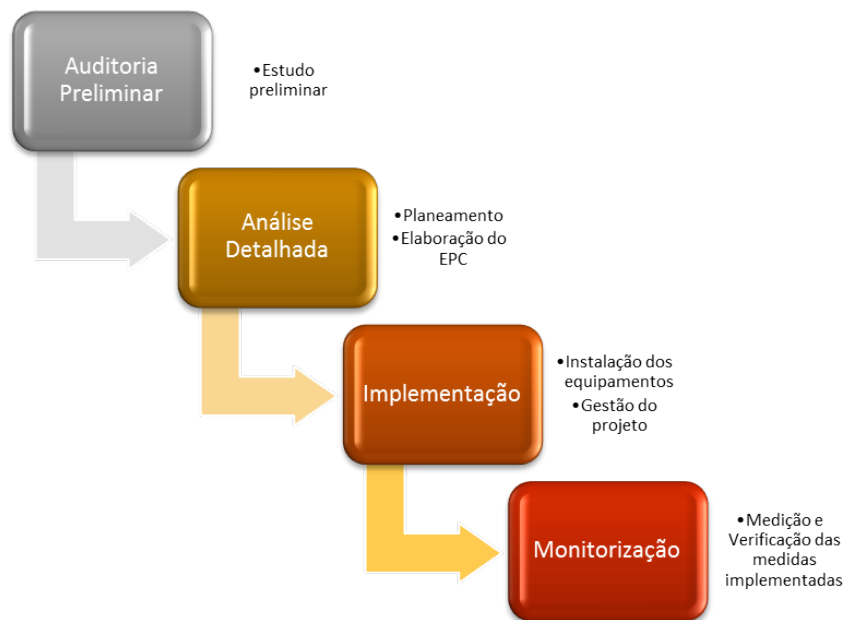 Auditoria
Preliminar
•Estudo
preliminar
Análise
Detalhada
•Planeamento
•Elaboração do
EPC
Implementação
•Instalação dos
equipamentos
•Gestão do
projeto
Monitorização
•Medição e
Verificação das
medidas
implementadas